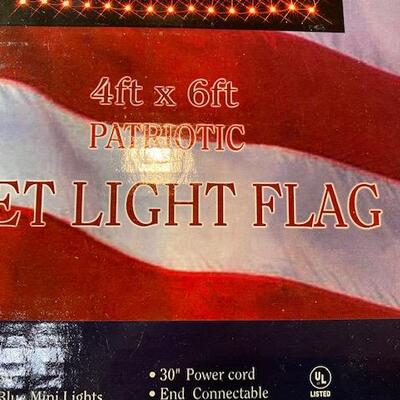 4ft x 6ft
PATRIOTIC
ET LIGHT FLAG
• 30" Power cord
Blue Mini Lights • End Connectable
UL
LISTED